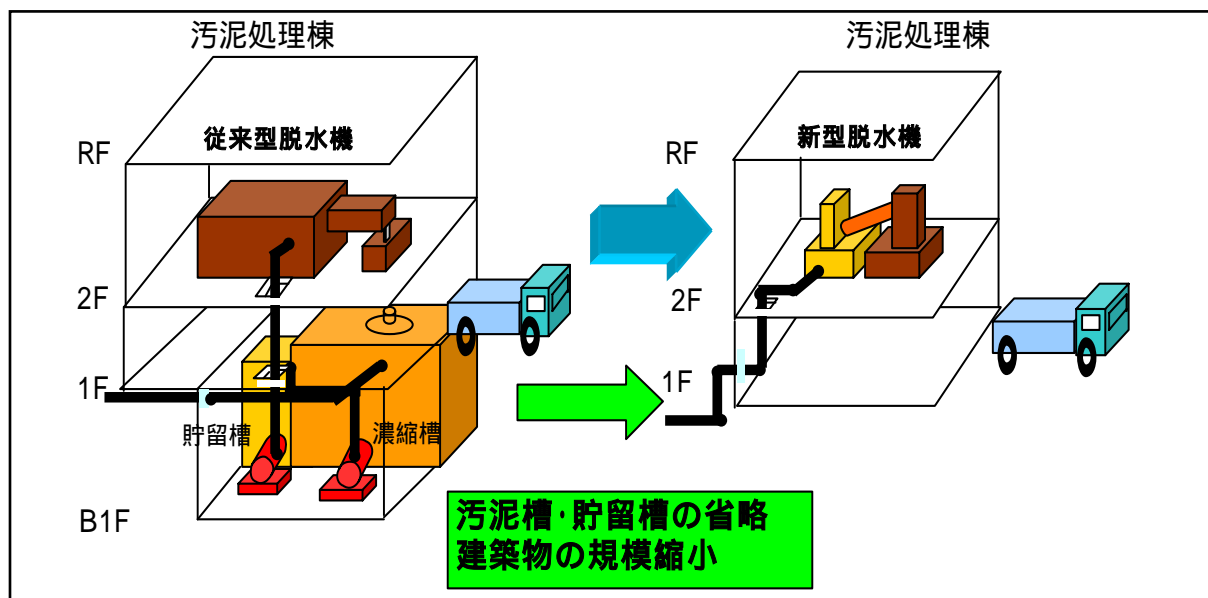 汚泥処理棟
従来型脱水機
RF
2F
1F
貯留槽
濃縮槽
B1F
汚泥処理棟
新型脱水機
RF
2F
1F
汚泥槽・貯留槽の省略
建築物の規模縮小